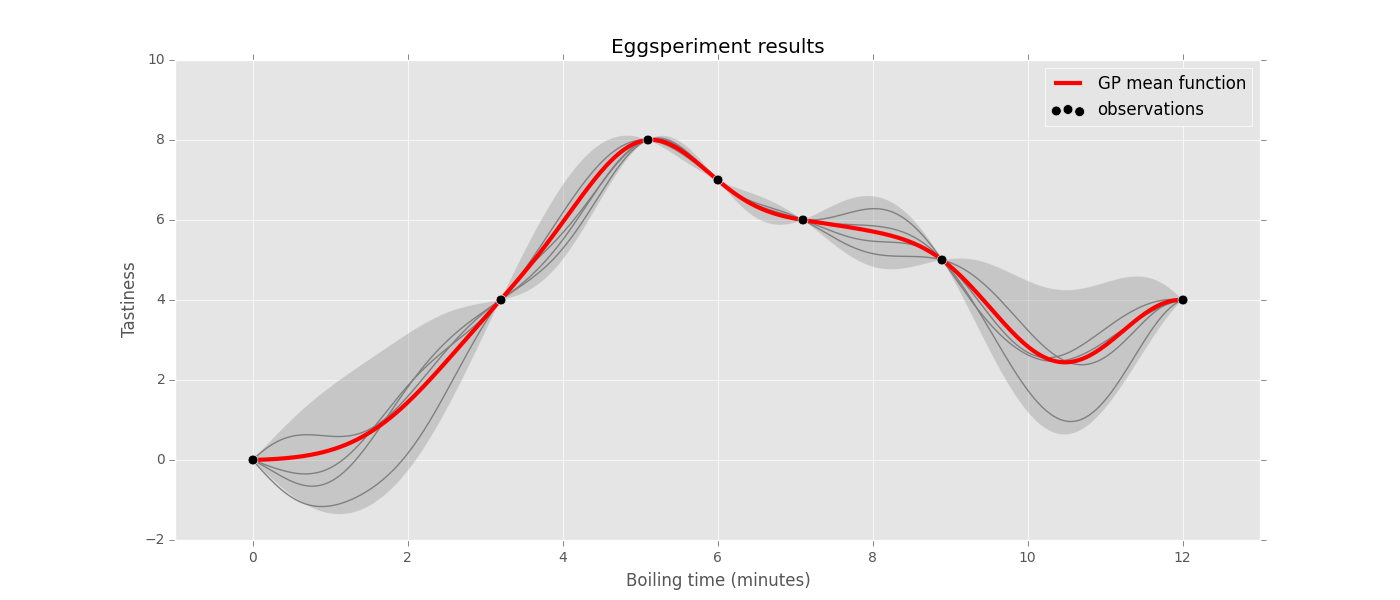 Eggsperiment results
10
8
6
4
2
0
−2
Tastiness
GP mean function
observations
0 2 4 6 8 10 12
Boiling time (minutes)